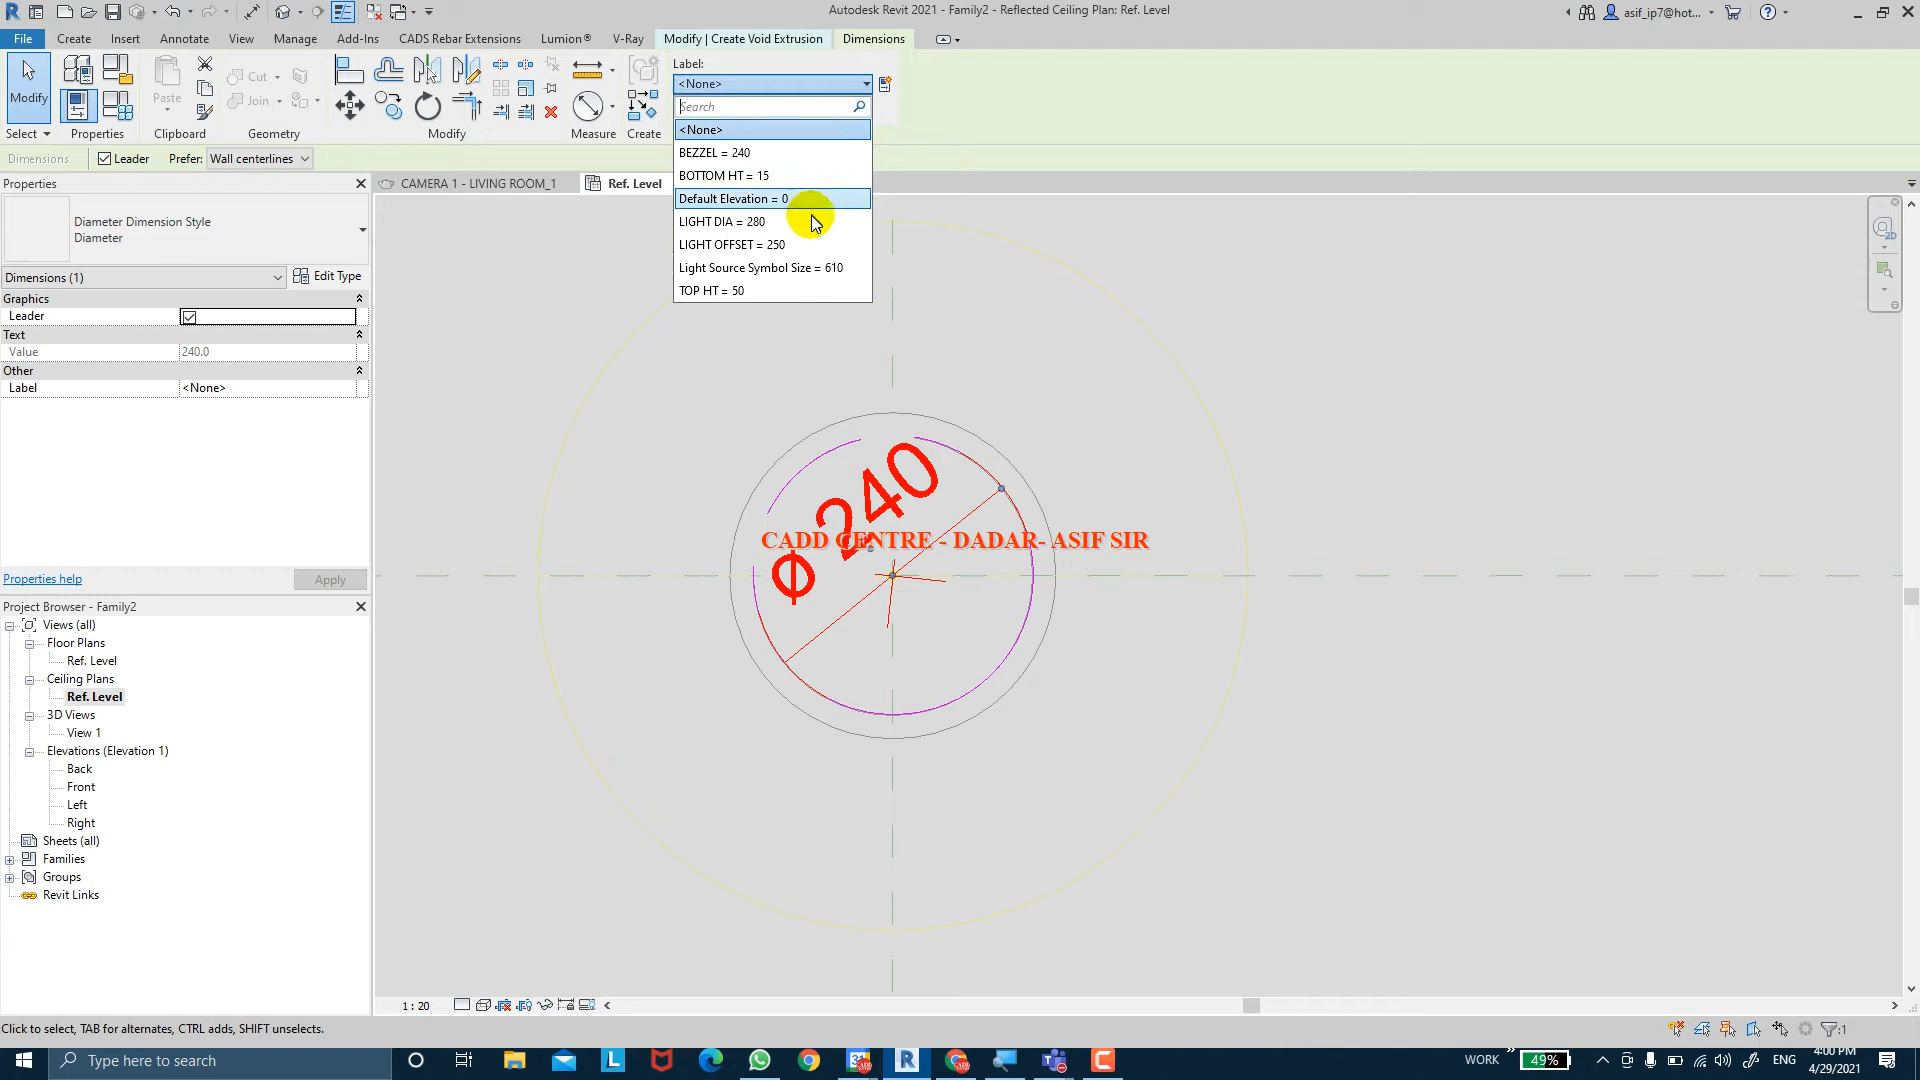 Autodesk Revit 2021 - Family2 - Reflected Ceiling Plan: Ref. Level
asif_ip7@hot...
File Create Insert Annotate View Manage Add-Ins CADS Rebar Extensions Lumion® V-Ray Modify | Create Void Extrusion Dimensions
Modify
Paste
Cut
Join
Label:
<None>
Search
<None>
BEZZEL = 240
BOTTOM HT = 15
Default Elevation = 0
LIGHT DIA = 280
LIGHT OFFSET = 250
Light Source Symbol Size = 610
TOP HT = 50
Select Properties Clipboard Geometry Modify Measure Create
Dimensions Leader Prefer: Wall centerlines
Properties
CAMERA 1 - LIVING ROOM_1
Ref. Level
Diameter Dimension Style
Diameter
Dimensions (1) Edit Type
Graphics
Leader
Text
Value 240.0
Other
Label <None>
Properties help Apply
2D
ø 240
CADD CENTRE - DADAR- ASIF SIR
Project Browser - Family2
Views (all)
Floor Plans
Ref. Level
Ceiling Plans
Ref. Level
3D Views
View 1
Elevations (Elevation 1)
Back
Front
Left
Right
Sheets (all)
Families
Groups
Revit Links
1 : 20
Click to select, TAB for alternates, CTRL adds, SHIFT unselects.
:1
Type here to search
WORK
49%
ENG
4:00 PM
4/29/2021